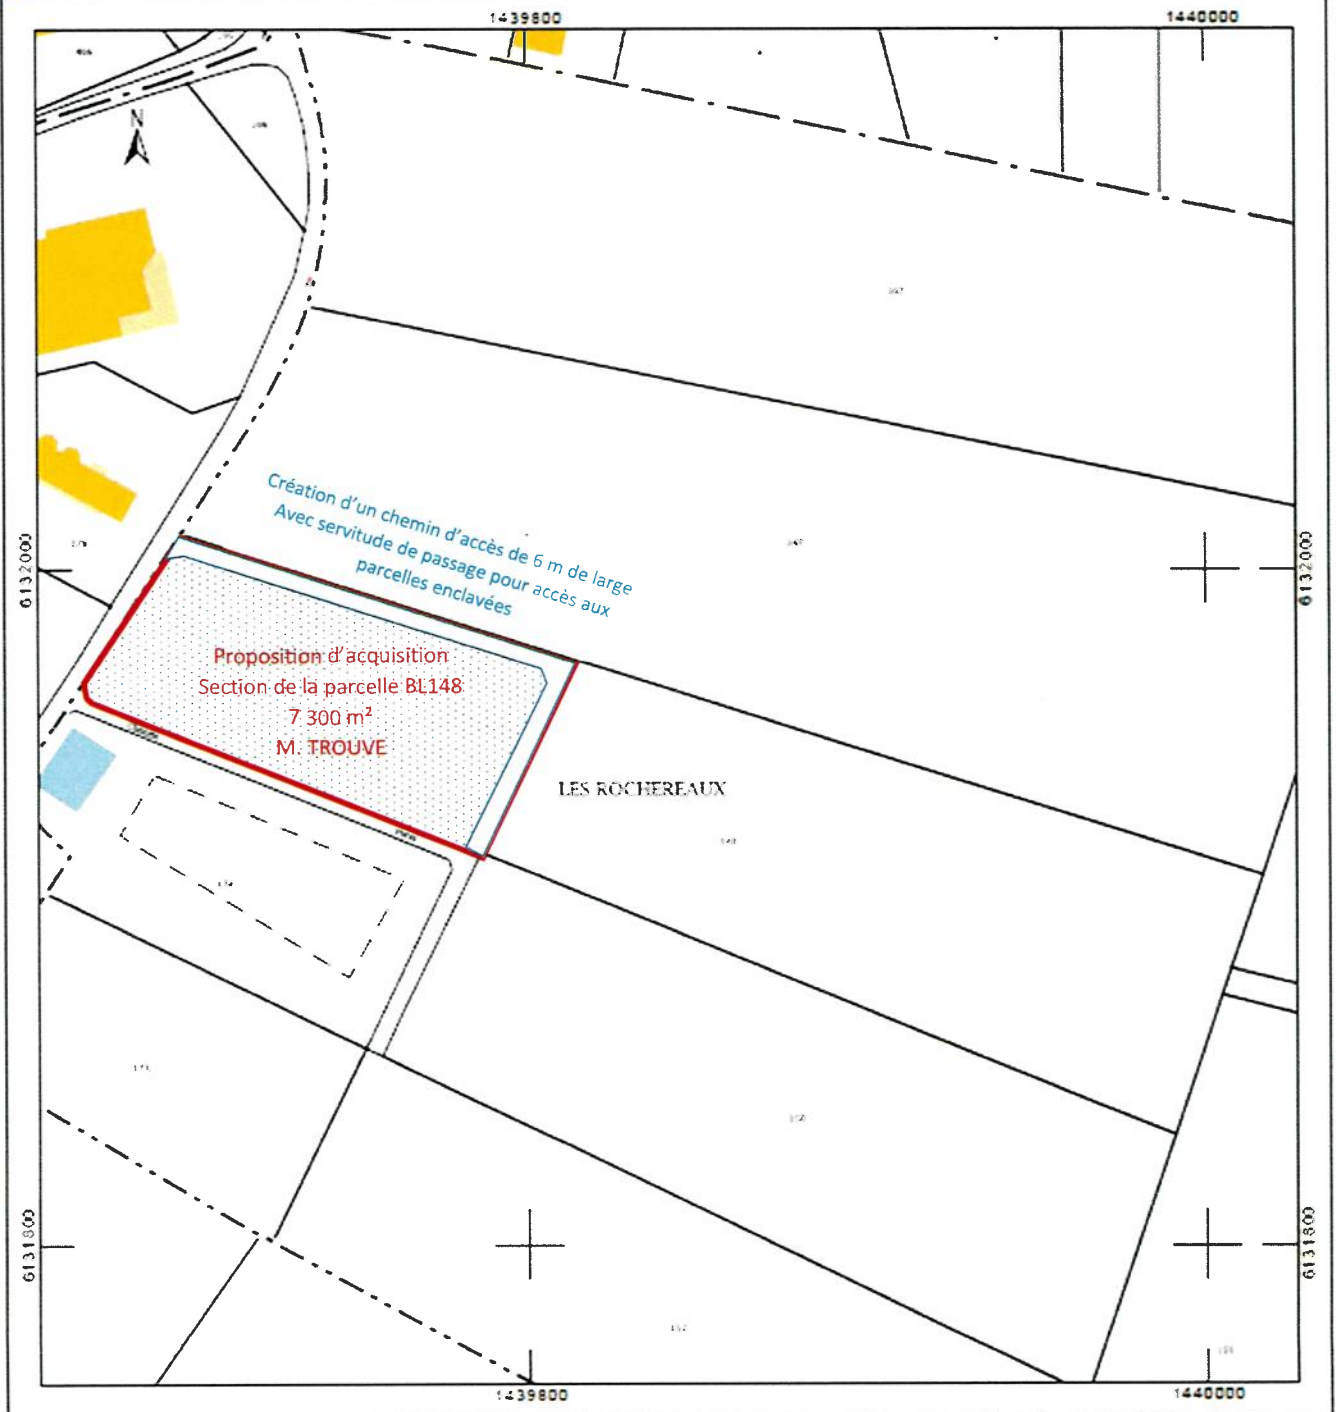 1439800
1440000
N
Création d'un chemin d'accès de 6 m de large
Avec servitude de passage pour accès aux
parcelles enclavées
6132000
6132000
Proposition d'acquisition
Section de la parcelle BL148
7 300 m²
M. TROUVE
LES ROCHEREAUX
6131800
6131800
1439800
1440000